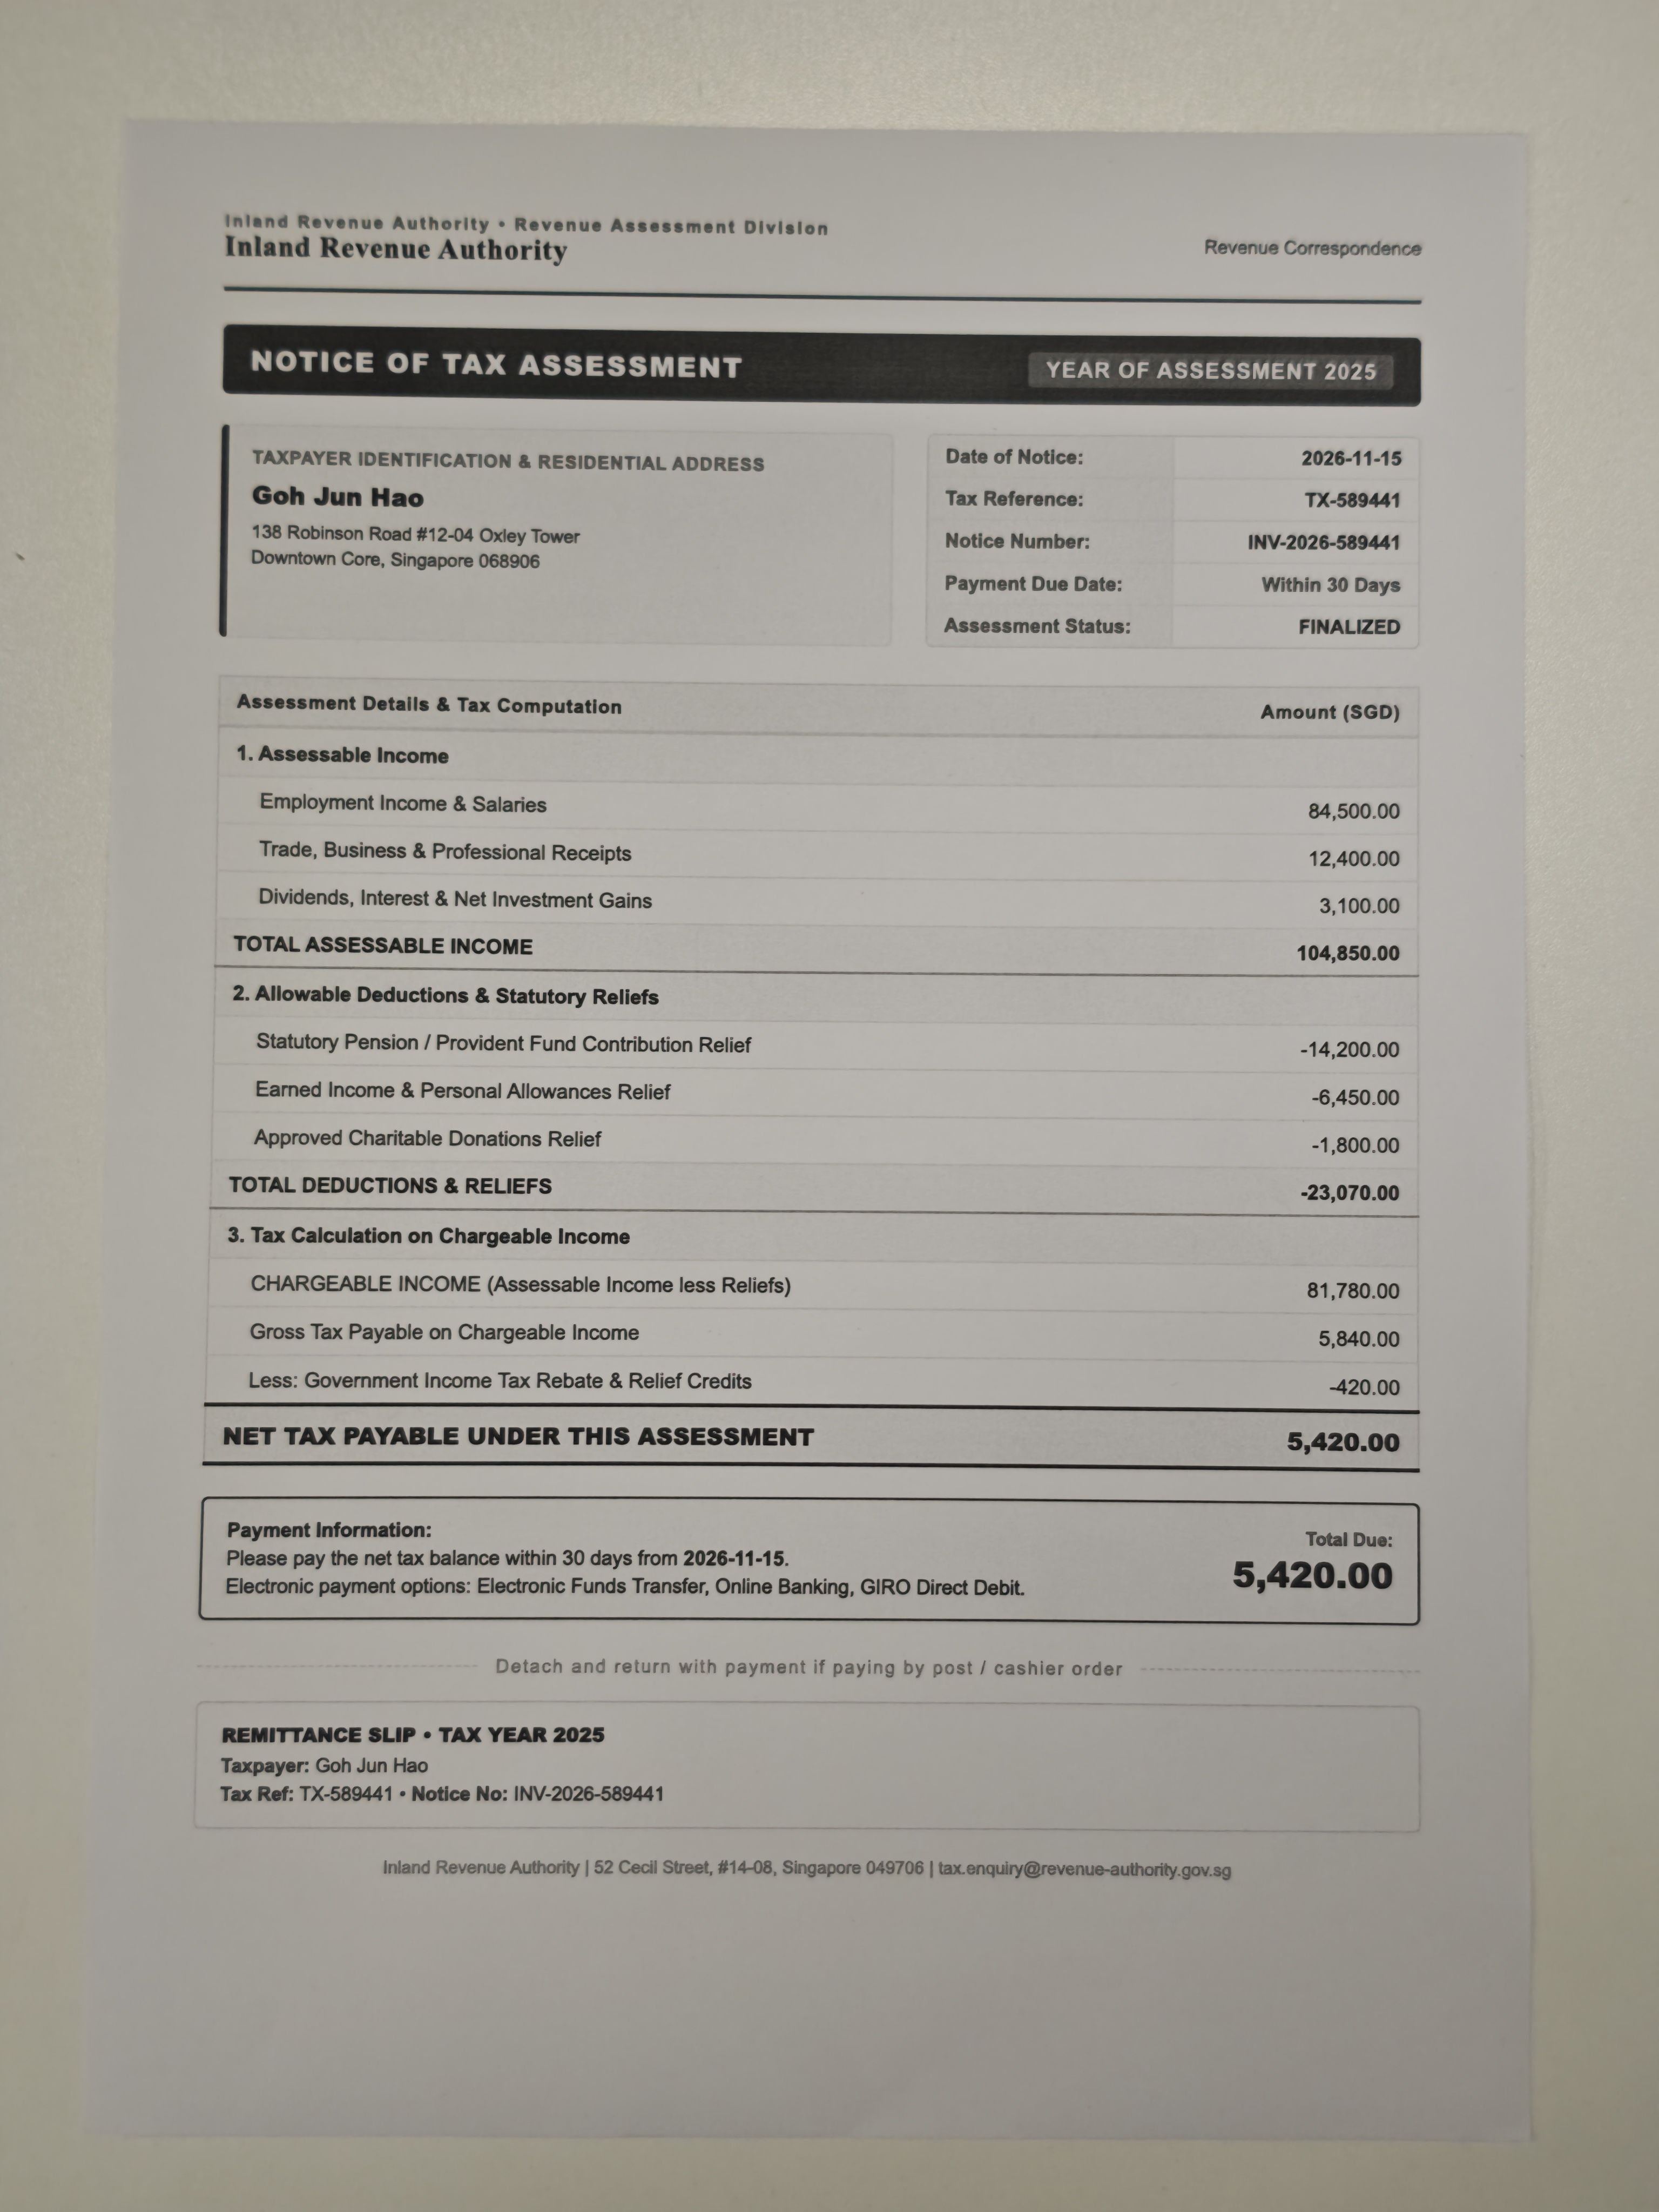 Inland Revenue Authority • Revenue Assessment Division
Inland Revenue Authority
Revenue Correspondence
NOTICE OF TAX ASSESSMENT
YEAR OF ASSESSMENT 2025
TAXPAYER IDENTIFICATION & RESIDENTIAL ADDRESS
Goh Jun Hao
138 Robinson Road #12-04 Oxley Tower
Downtown Core, Singapore 068906
Date of Notice: 2026-11-15
Tax Reference: TX-589441
Notice Number: INV-2026-589441
Payment Due Date: Within 30 Days
Assessment Status: FINALIZED
Assessment Details & Tax Computation Amount (SGD)
1. Assessable Income
Employment Income & Salaries 84,500.00
Trade, Business & Professional Receipts 12,400.00
Dividends, Interest & Net Investment Gains 3,100.00
TOTAL ASSESSABLE INCOME 104,850.00
2. Allowable Deductions & Statutory Reliefs
Statutory Pension / Provident Fund Contribution Relief -14,200.00
Earned Income & Personal Allowances Relief -6,450.00
Approved Charitable Donations Relief -1,800.00
TOTAL DEDUCTIONS & RELIEFS -23,070.00
3. Tax Calculation on Chargeable Income
CHARGEABLE INCOME (Assessable Income less Reliefs) 81,780.00
Gross Tax Payable on Chargeable Income 5,840.00
Less: Government Income Tax Rebate & Relief Credits -420.00
NET TAX PAYABLE UNDER THIS ASSESSMENT 5,420.00
Payment Information:
Please pay the net tax balance within 30 days from 2026-11-15.
Electronic payment options: Electronic Funds Transfer, Online Banking, GIRO Direct Debit.
Total Due:
5,420.00
Detach and return with payment if paying by post / cashier order
REMITTANCE SLIP • TAX YEAR 2025
Taxpayer: Goh Jun Hao
Tax Ref: TX-589441 • Notice No: INV-2026-589441
Inland Revenue Authority | 52 Cecil Street, #14-08, Singapore 049706 | tax.enquiry@revenue-authority.gov.sg